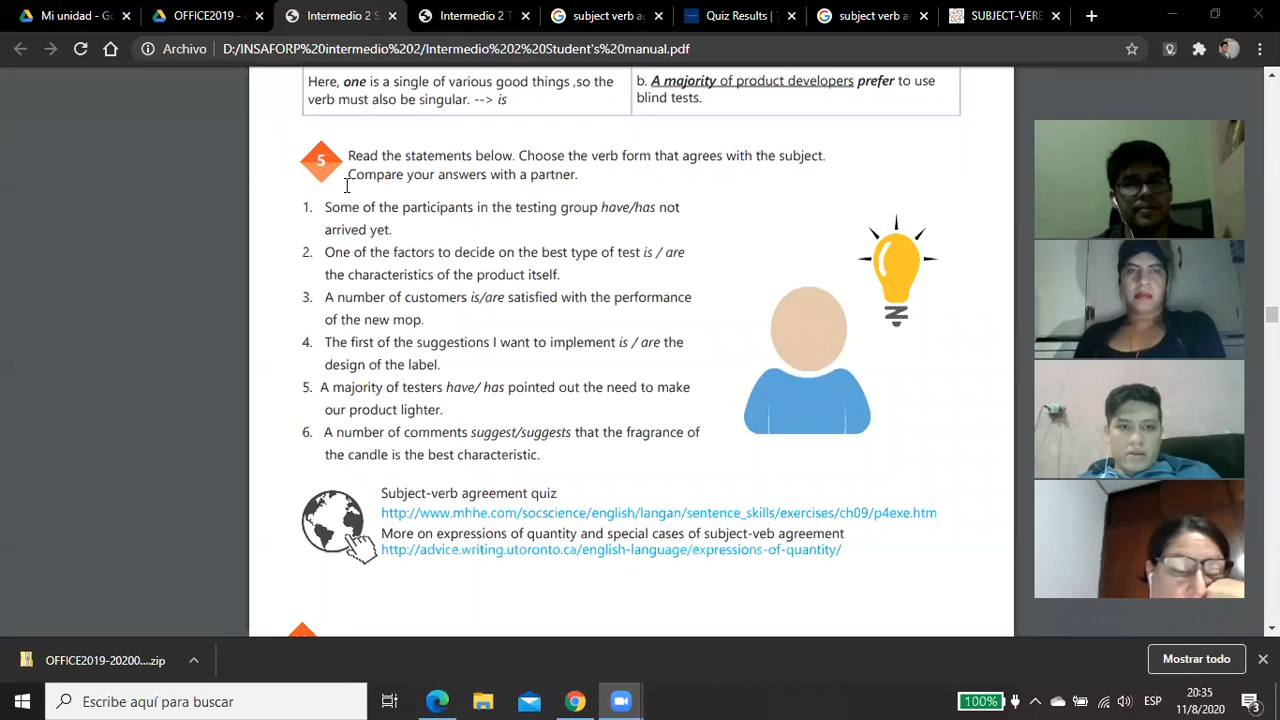 Mi unidad - G
OFFICE2019 -
Intermedio 2 S
Intermedio 2 T
subject verb ag
Quiz Results |
subject verb ag
SUBJECT-VERB
Archivo
D:/INSAFORP%20intermedio%202/Intermedio%202%20Student's%20manual.pdf
Here, one is a single of various good things ,so the
verb must also be singular. --> is
b. A majority of product developers prefer to use
blind tests.
5
Read the statements below. Choose the verb form that agrees with the subject.
Compare your answers with a partner.
1. Some of the participants in the testing group have/has not
arrived yet.
2. One of the factors to decide on the best type of test is / are
the characteristics of the product itself.
3. A number of customers is/are satisfied with the performance
of the new mop.
4. The first of the suggestions I want to implement is / are the
design of the label.
5. A majority of testers have/ has pointed out the need to make
our product lighter.
6. A number of comments suggest/suggests that the fragrance of
the candle is the best characteristic.
Subject-verb agreement quiz
http://www.mhhe.com/socscience/english/langan/sentence_skills/exercises/ch09/p4exe.htm
More on expressions of quantity and special cases of subject-veb agreement
http://advice.writing.utoronto.ca/english-language/expressions-of-quantity/
OFFICE2019-20200....zip
Mostrar todo
Escribe aquí para buscar
100%
ESP
20:35
11/8/2020
3